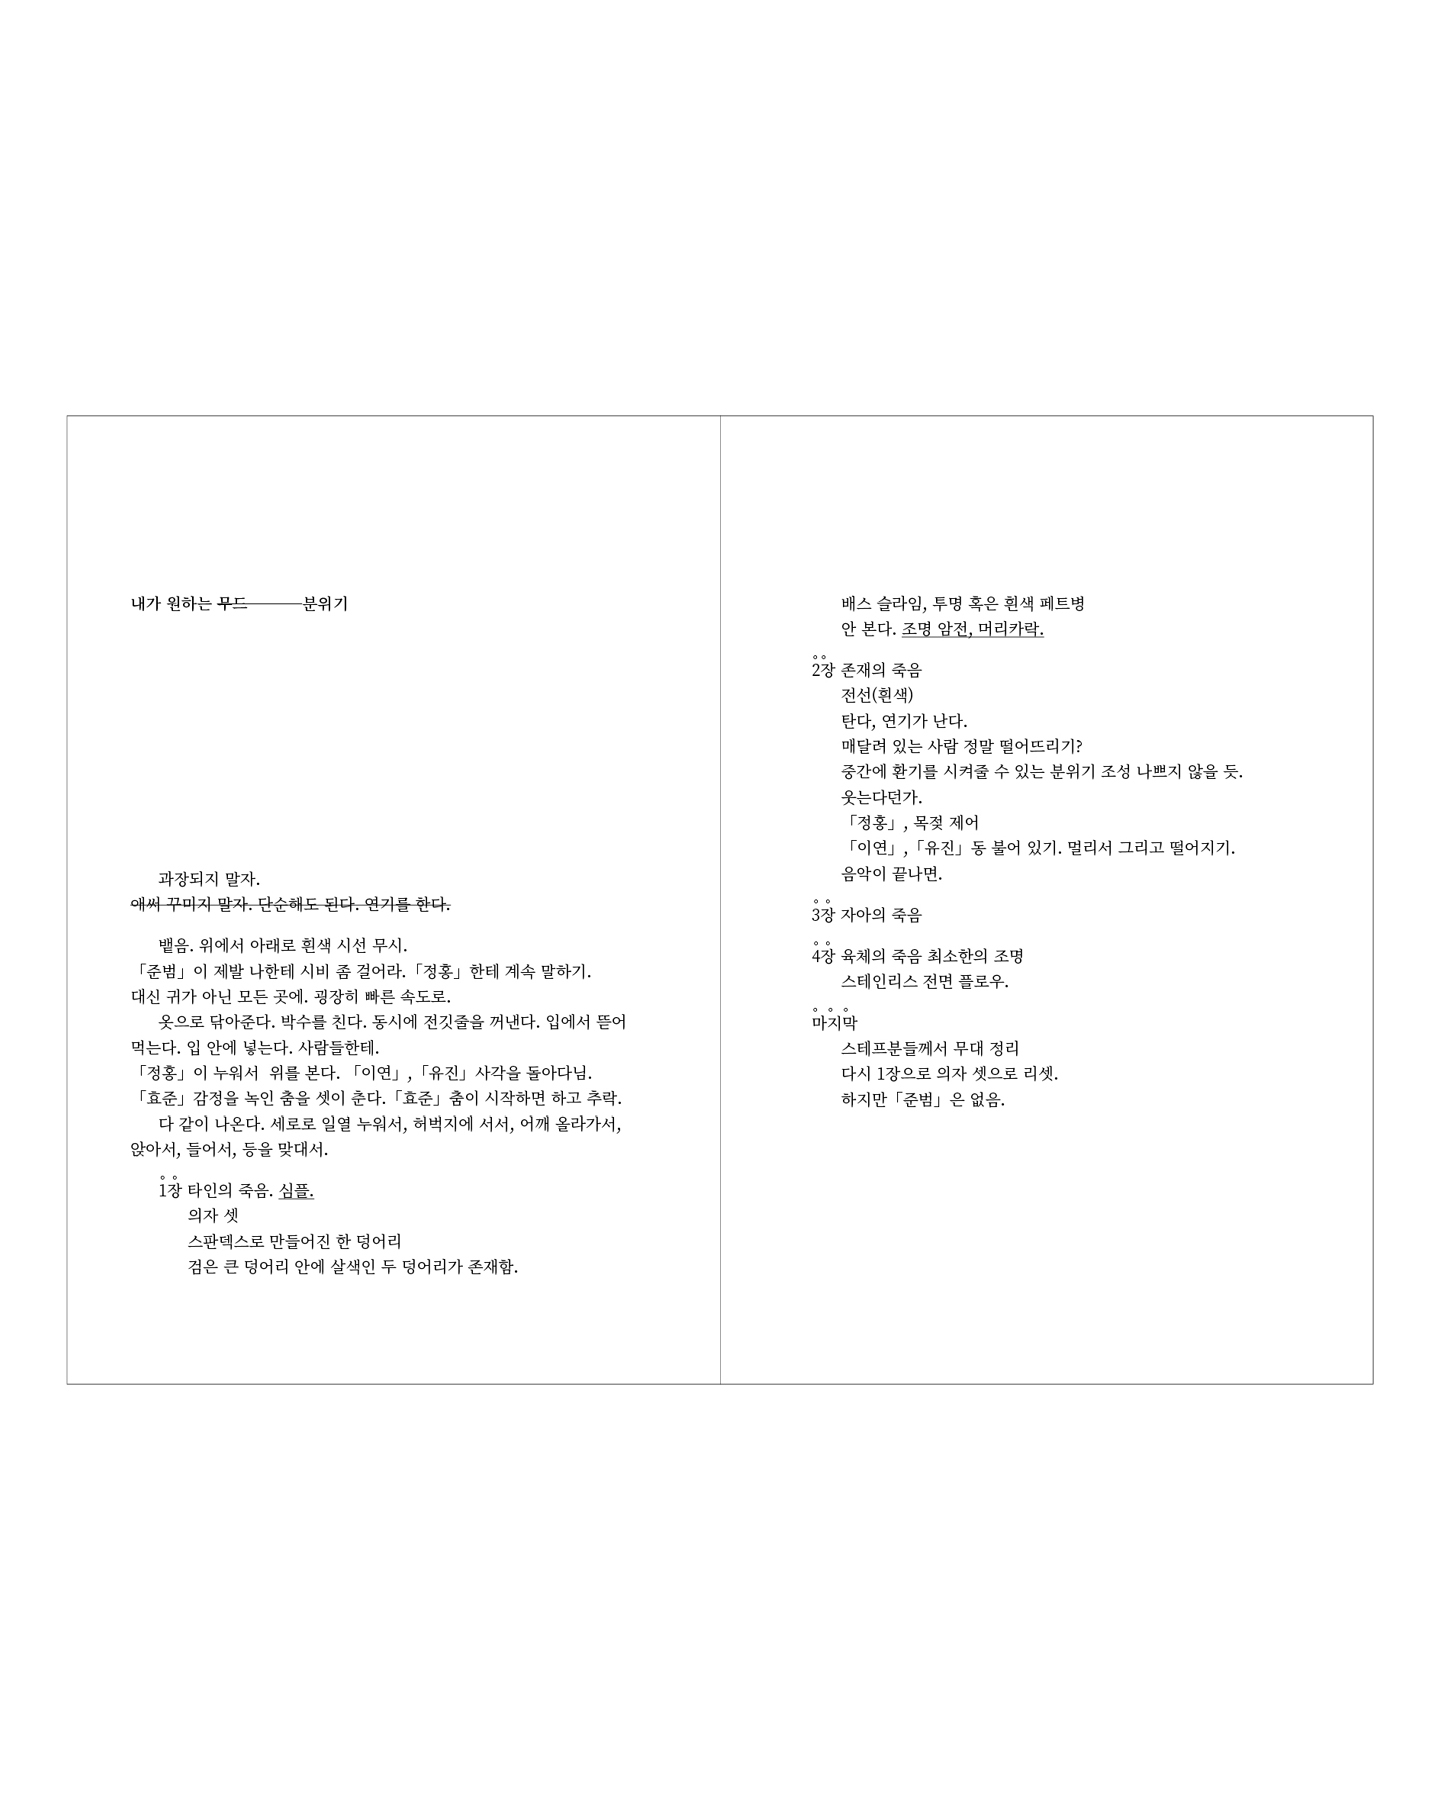 내가 원하는 무드────분위기
과장되지 말자.
애써 꾸미지 말자. 단순해도 된다. 연기를 한다.
뱉음. 위에서 아래로 흰색 시선 무시.
「준범」이 제발 나한테 시비 좀 걸어라.「정홍」한테 계속 말하기.
대신 귀가 아닌 모든 곳에. 굉장히 빠른 속도로.
옷으로 닦아준다. 박수를 친다. 동시에 전깃줄을 꺼낸다. 입에서 뜯어
먹는다. 입 안에 넣는다. 사람들한테.
「정홍」이 누워서 위를 본다. 「이연」,「유진」사각을 돌아다님.
「효준」감정을 녹인 춤을 셋이 춘다.「효준」춤이 시작하면 하고 추락.
다 같이 나온다. 세로로 일열 누워서, 허벅지에 서서, 어깨 올라가서,
앉아서, 들어서, 등을 맞대서.
1장 타인의 죽음. 심플.
의자 셋
스판덱스로 만들어진 한 덩어리
검은 큰 덩어리 안에 살색인 두 덩어리가 존재함.
배스 슬라임, 투명 혹은 흰색 페트병
안 본다. 조명 암전, 머리카락.
2장 존재의 죽음
전선(흰색)
탄다, 연기가 난다.
매달려 있는 사람 정말 떨어뜨리기?
중간에 환기를 시켜줄 수 있는 분위기 조성 나쁘지 않을 듯.
웃는다던가.
「정홍」, 목젖 제어
「이연」,「유진」동 불어 있기. 멀리서 그리고 떨어지기.
음악이 끝나면.
3장 자아의 죽음
4장 육체의 죽음 최소한의 조명
스테인리스 전면 플로우.
마지막
스테프분들께서 무대 정리
다시 1장으로 의자 셋으로 리셋.
하지만「준범」은 없음.